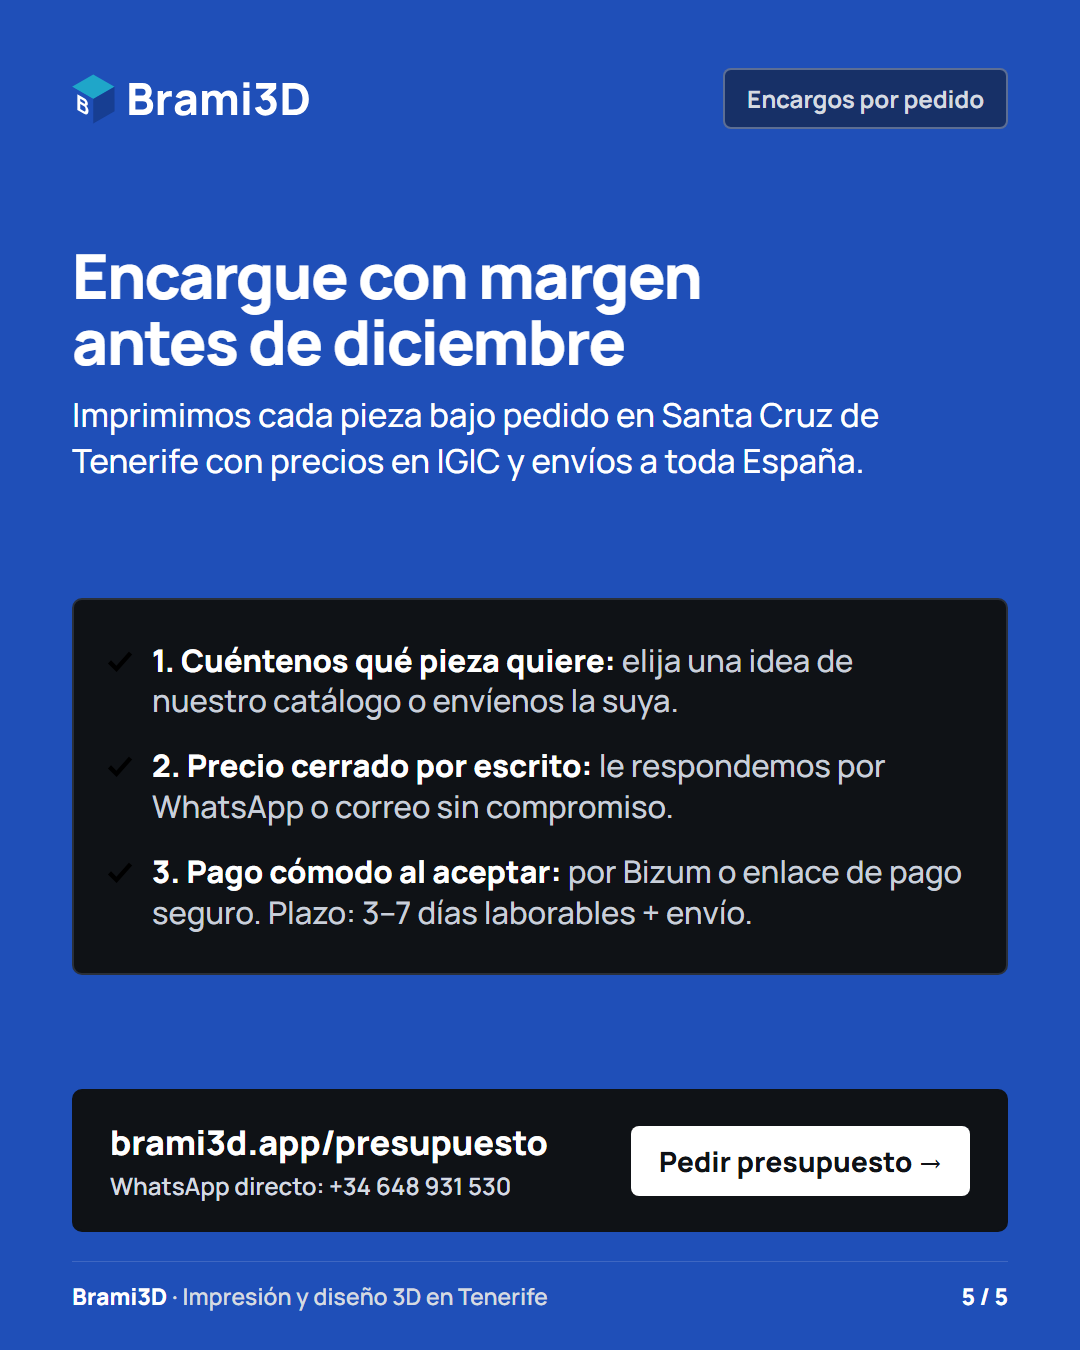 B Brami3D
Encargos por pedido
Encargue con margen
antes de diciembre
Imprimimos cada pieza bajo pedido en Santa Cruz de
Tenerife con precios en IGIC y envíos a toda España.
1. Cuéntenos qué pieza quiere: elija una idea de
nuestro catálogo o envíenos la suya.
2. Precio cerrado por escrito: le respondemos por
WhatsApp o correo sin compromiso.
3. Pago cómodo al aceptar: por Bizum o enlace de pago
seguro. Plazo: 3–7 días laborables + envío.
brami3d.app/presupuesto
WhatsApp directo: +34 648 931 530
Pedir presupuesto →
Brami3D · Impresión y diseño 3D en Tenerife
5 / 5